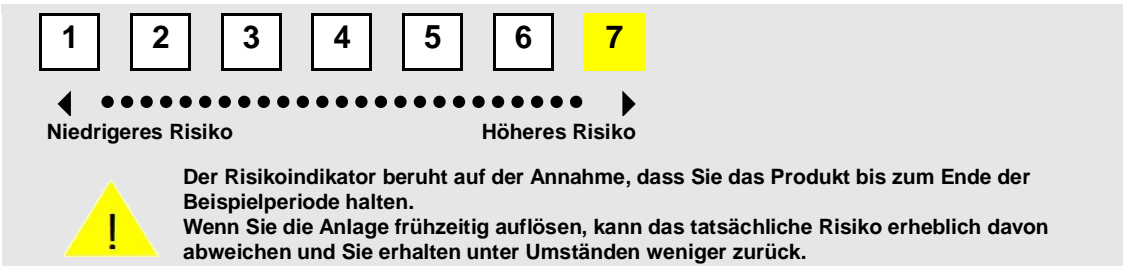 1 2 3 4 5 6 7
Niedrigeres Risiko Höheres Risiko
Der Risikoindikator beruht auf der Annahme, dass Sie das Produkt bis zum Ende der
Beispielperiode halten.
Wenn Sie die Anlage frühzeitig auflösen, kann das tatsächliche Risiko erheblich davon
abweichen und Sie erhalten unter Umständen weniger zurück.
!